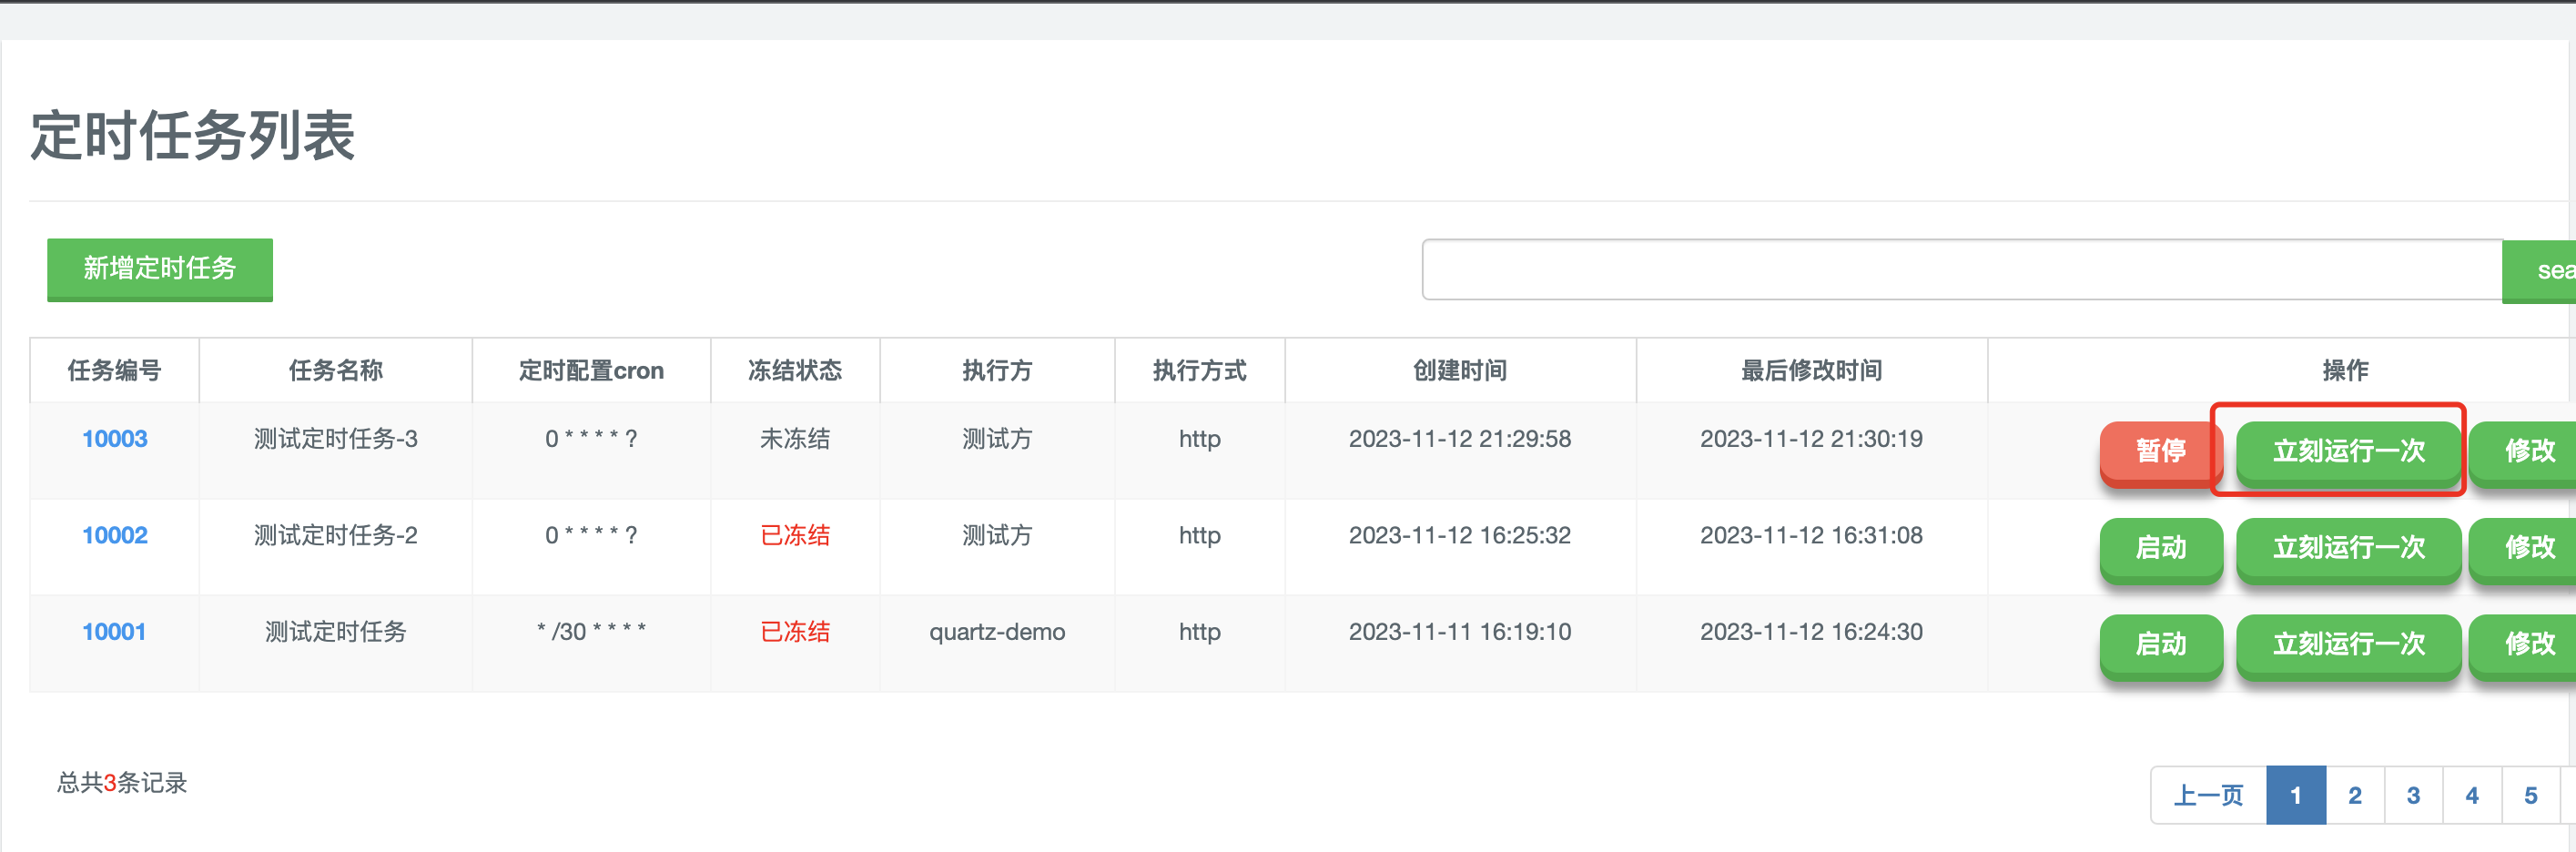 定时任务列表
新增定时任务 sea
任务编号 任务名称 定时配置cron 冻结状态 执行方 执行方式 创建时间 最后修改时间 操作
10003 测试定时任务-3 0 * * * * ? 未冻结 测试方 http 2023-11-12 21:29:58 2023-11-12 21:30:19 暂停 立刻运行一次 修改
10002 测试定时任务-2 0 * * * * ? 已冻结 测试方 http 2023-11-12 16:25:32 2023-11-12 16:31:08 启动 立刻运行一次 修改
10001 测试定时任务 * /30 * * * * 已冻结 quartz-demo http 2023-11-11 16:19:10 2023-11-12 16:24:30 启动 立刻运行一次 修改
总共3条记录 上一页 1 2 3 4 5